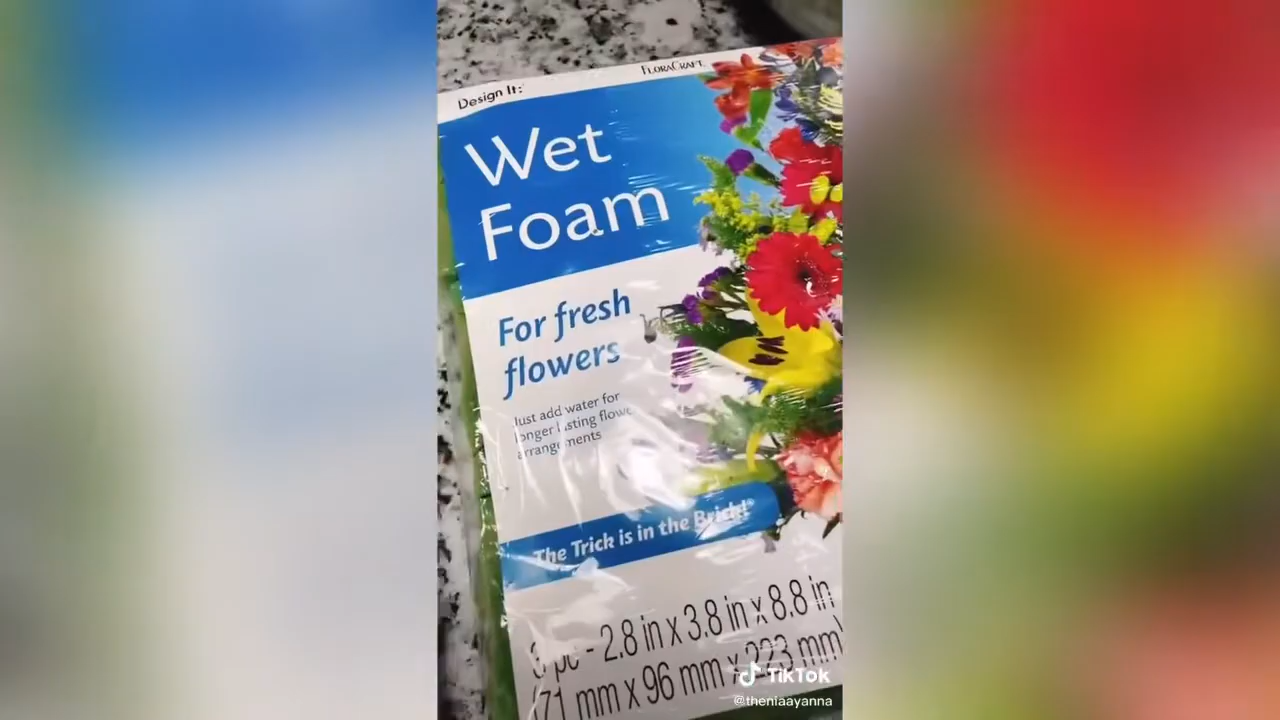 Design It:
FLORACRAFT
Wet
Foam
For fresh
flowers
Just add water for
longer lasting flower
arrangements
The Trick is in the Brick!®
3 pc - 2.8 in x 3.8 in x 8.8 in
(71 mm x 96 mm x 223 mm)
TikTok
@theniaayanna